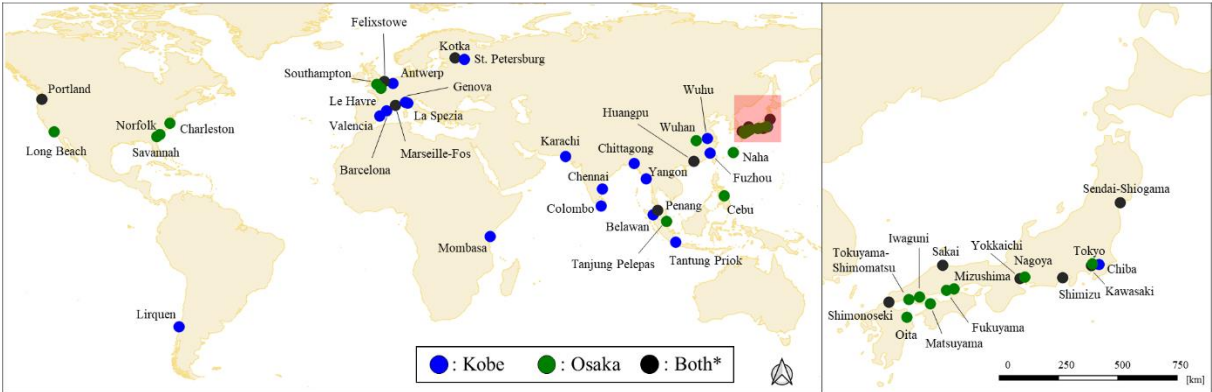 Felixstowe
Kotka
St. Petersburg
Southampton
Antwerp
Genova
Portland
Le Havre
Wuhu
Huangpu
Norfolk
Charleston
Valencia
La Spezia
Wuhan
Karachi
Chittagong
Long Beach
Savannah
Barcelona
Marseille-Fos
Naha
Chennai
Yangon
Fuzhou
Colombo
Penang
Belawan
Cebu
Mombasa
Tanjung Pelepas
Tantung Priok
Lirquen
: Kobe
: Osaka
: Both*
Sendai-Shiogama
Iwaguni
Yokkaichi
Tokyo
Tokuyama-
Shimomatsu
Sakai
Nagoya
Mizushima
Chiba
Shimizu
Kawasaki
Shimonoseki
Oita
Fukuyama
Matsuyama
0 250 500 750
[km]